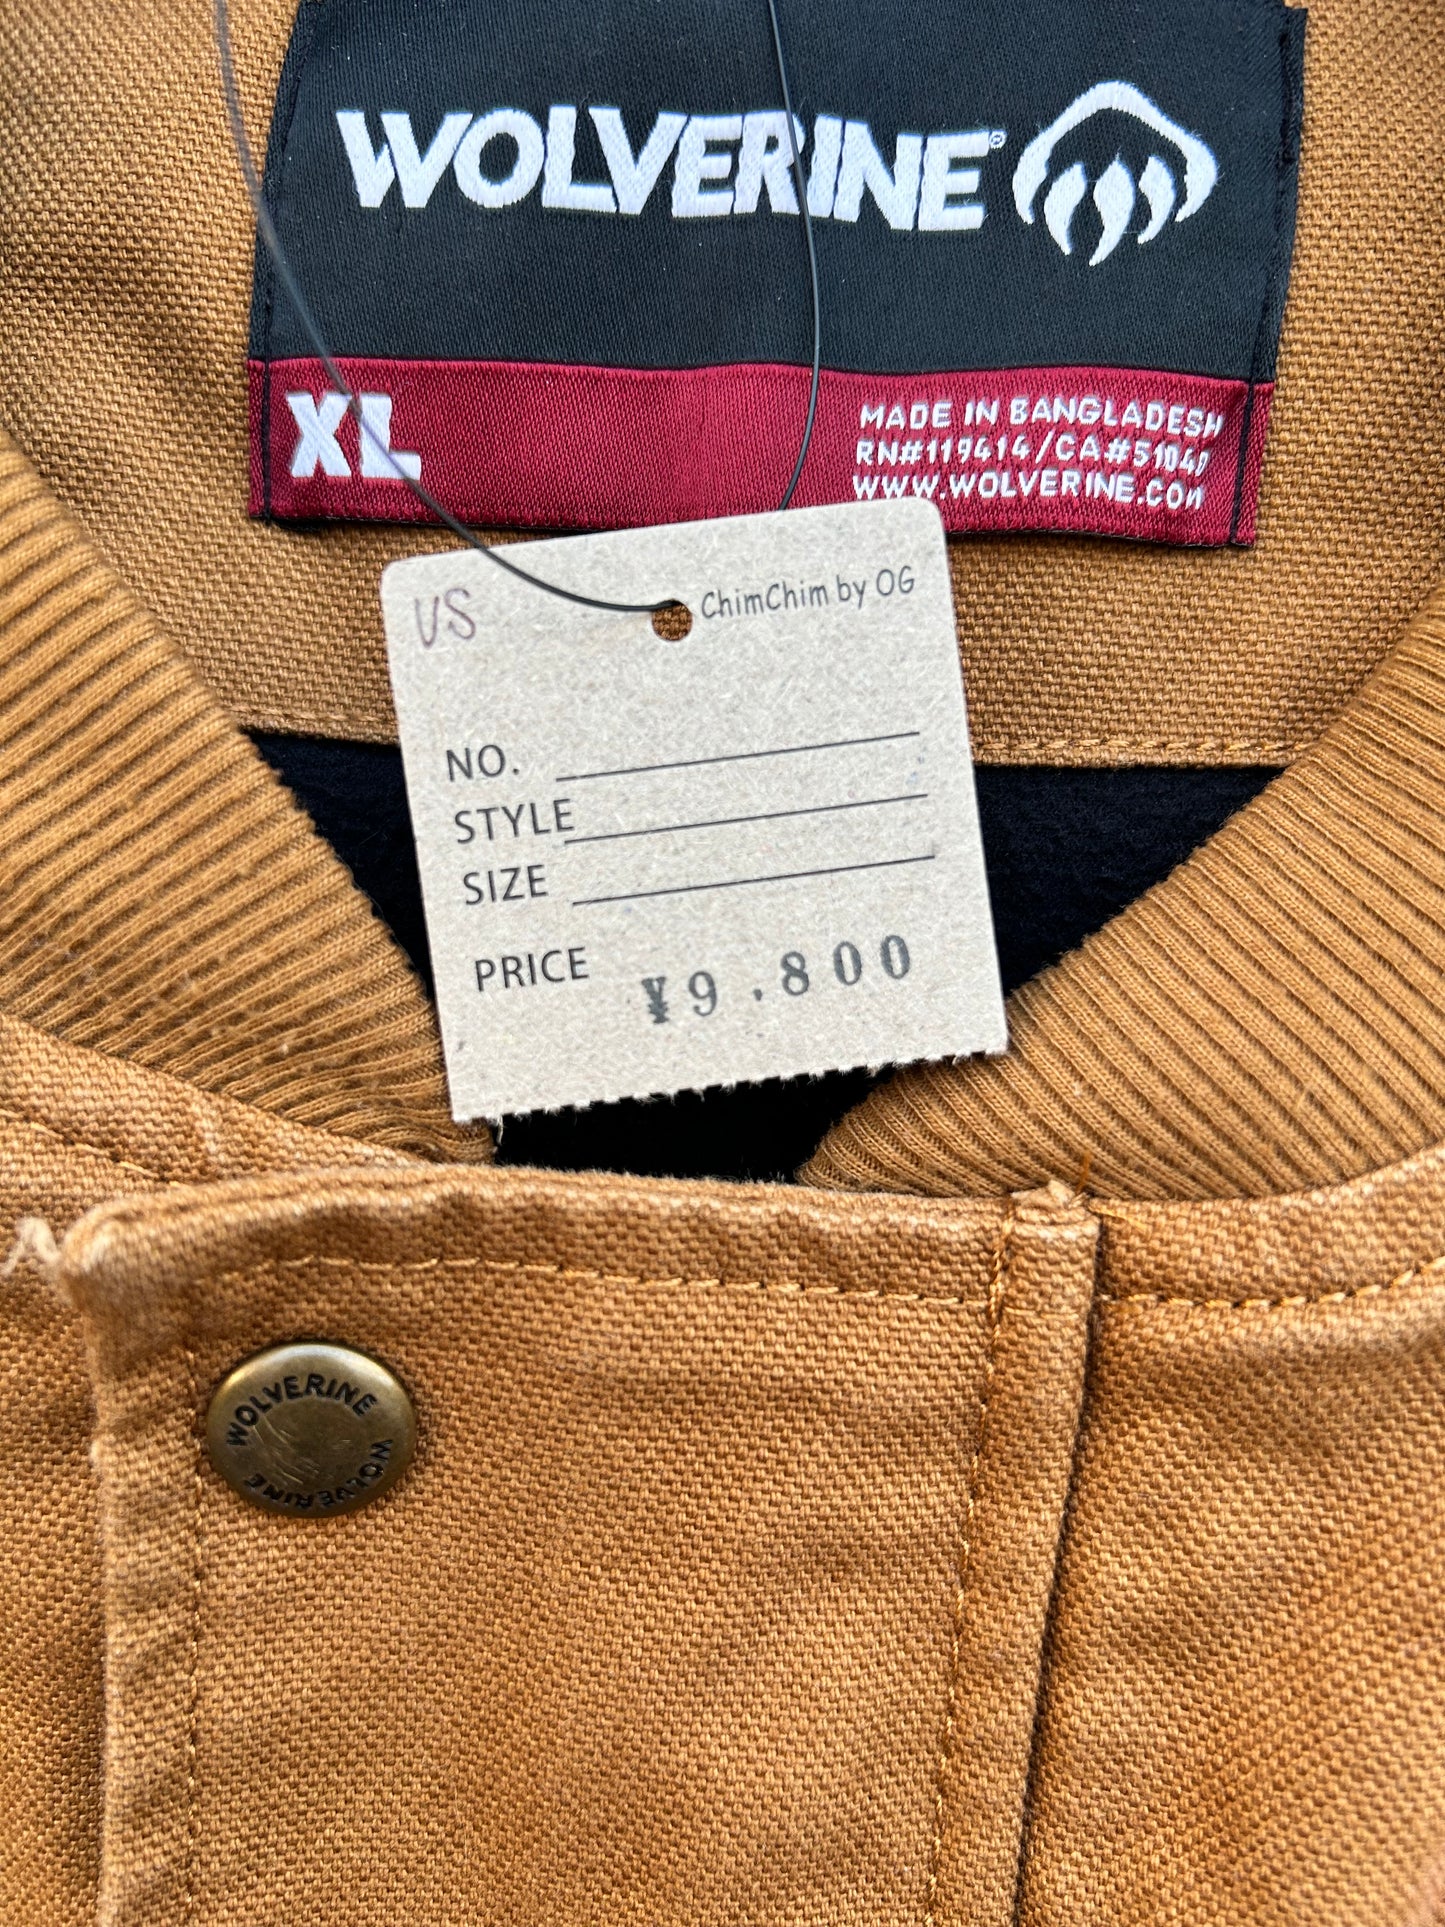 WOLVERINE®
XL
MADE IN BANGLADESH
RN#119414/CA#51040
WWW.WOLVERINE.COM
US
ChimChim by OG
NO.
STYLE
SIZE
PRICE ¥9.800
WOLVERINE
WOLVERINE